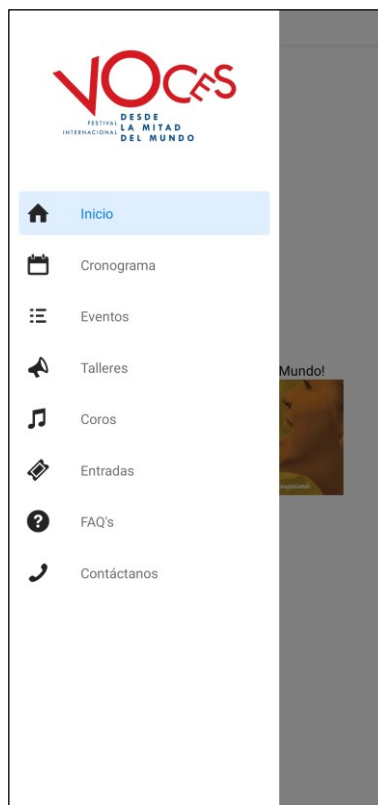 VOCES
FESTIVAL
INTERNACIONAL
DESDE
LA MITAD
DEL MUNDO
Inicio
Cronograma
Eventos
Talleres
Mundo!
Coros
Entradas
FAQ's
Contáctanos